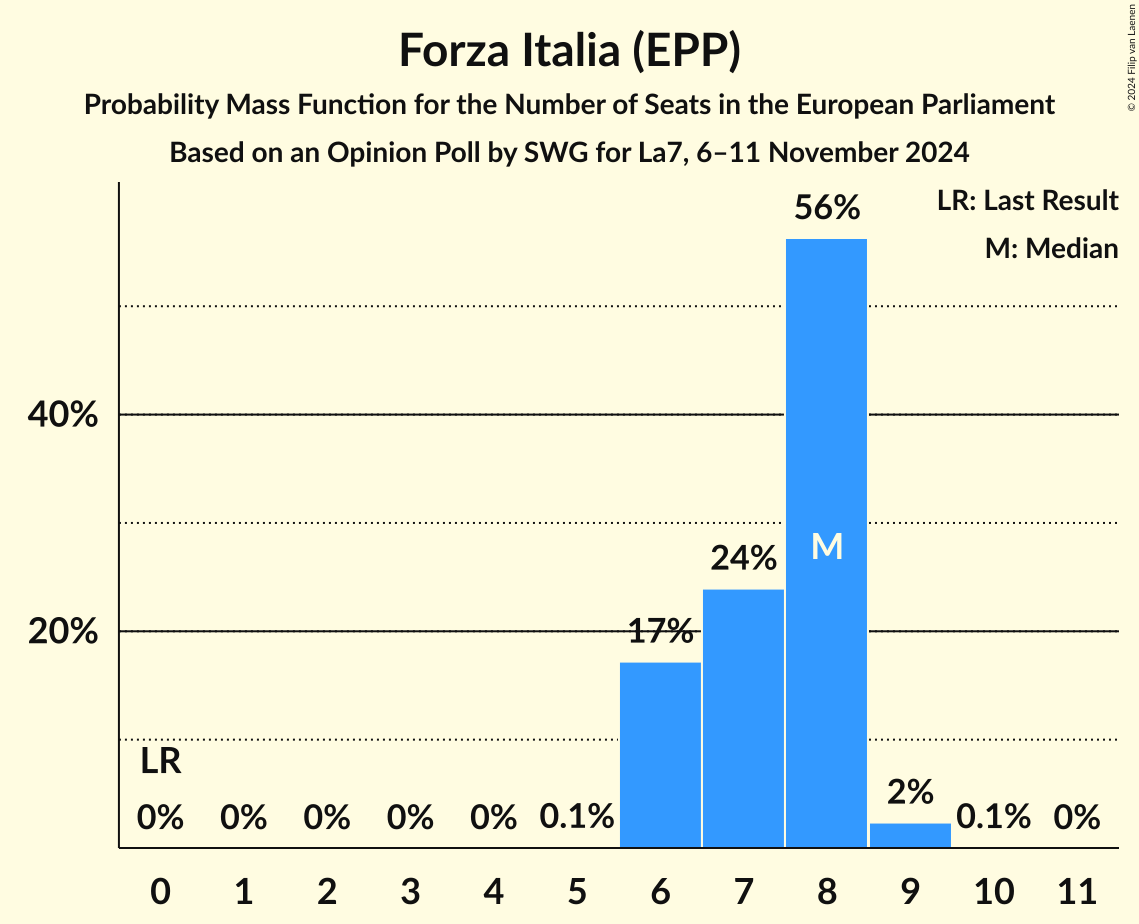 Forza Italia (EPP)
Probability Mass Function for the Number of Seats in the European Parliament
Based on an Opinion Poll by SWG for La7, 6–11 November 2024
© 2024 Filip van Laenen
LR: Last Result
M: Median
56%
40%
24%
M
20%
17%
LR
0% 0% 0% 0% 0% 0.1% 2% 0.1% 0%
0 1 2 3 4 5 6 7 8 9 10 11